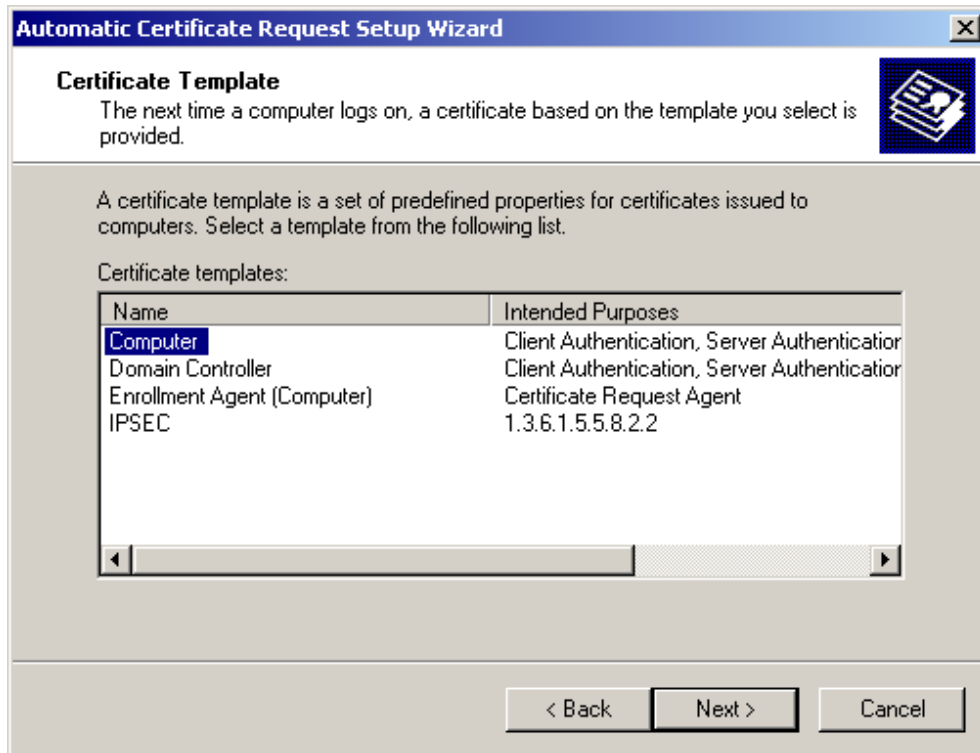 Automatic Certificate Request Setup Wizard
Certificate Template
The next time a computer logs on, a certificate based on the template you select is
provided.
A certificate template is a set of predefined properties for certificates issued to
computers. Select a template from the following list.
Certificate templates:
Name Intended Purposes
Computer Client Authentication, Server Authentication
Domain Controller Client Authentication, Server Authentication
Enrollment Agent (Computer) Certificate Request Agent
IPSEC 1.3.6.1.5.5.8.2.2
< Back Next > Cancel